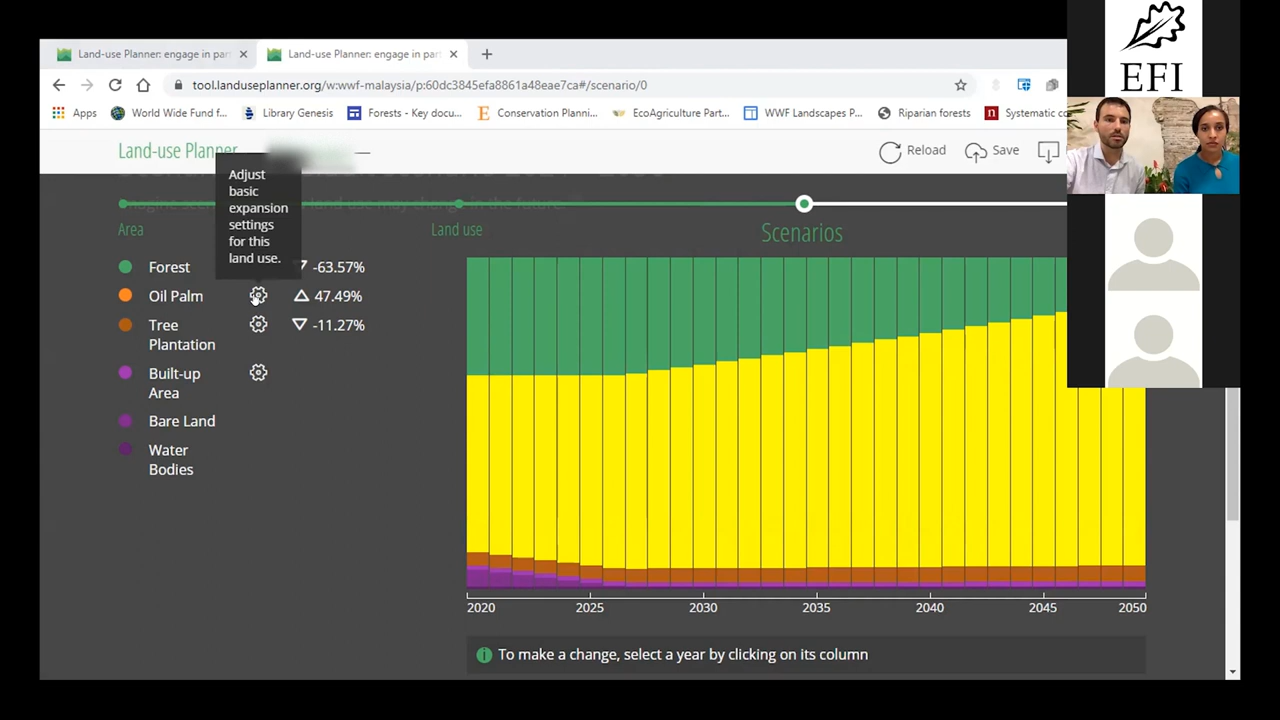 Land-use Planner: engage in par
Land-use Planner: engage in par
tool.landuseplanner.org/w:wwf-malaysia/p:60dc3845efa8861a48eae7ca#/scenario/0
Apps
World Wide Fund f...
Library Genesis
Forests - Key docu...
Conservation Planni...
EcoAgriculture Part...
WWF Landscapes P...
Riparian forests
Systematic co
EFI
Land-use Planner
Reload
Save
Adjust
basic
expansion
settings
for this
land use.
Area
Land use
Scenarios
Forest
-63.57%
Oil Palm
47.49%
Tree
Plantation
-11.27%
Built-up
Area
Bare Land
Water
Bodies
2020
2025
2030
2035
2040
2045
2050
To make a change, select a year by clicking on its column